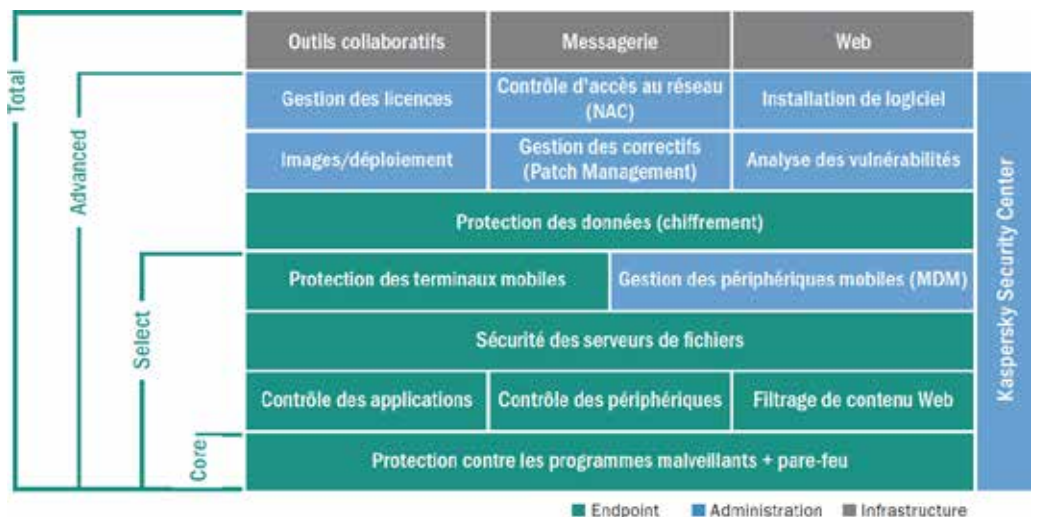 Total
Advanced
Select
Core
Outils collaboratifs
Messagerie
Web
Gestion des licences
Contrôle d'accès au réseau
(NAC)
Installation de logiciel
Images/déploiement
Gestion des correctifs
(Patch Management)
Analyse des vulnérabilités
Protection des données (chiffrement)
Protection des terminaux mobiles
Gestion des périphériques mobiles (MDM)
Sécurité des serveurs de fichiers
Contrôle des applications
Contrôle des périphériques
Filtrage de contenu Web
Protection contre les programmes malveillants + pare-feu
Kaspersky Security Center
Endpoint
Administration
Infrastructure